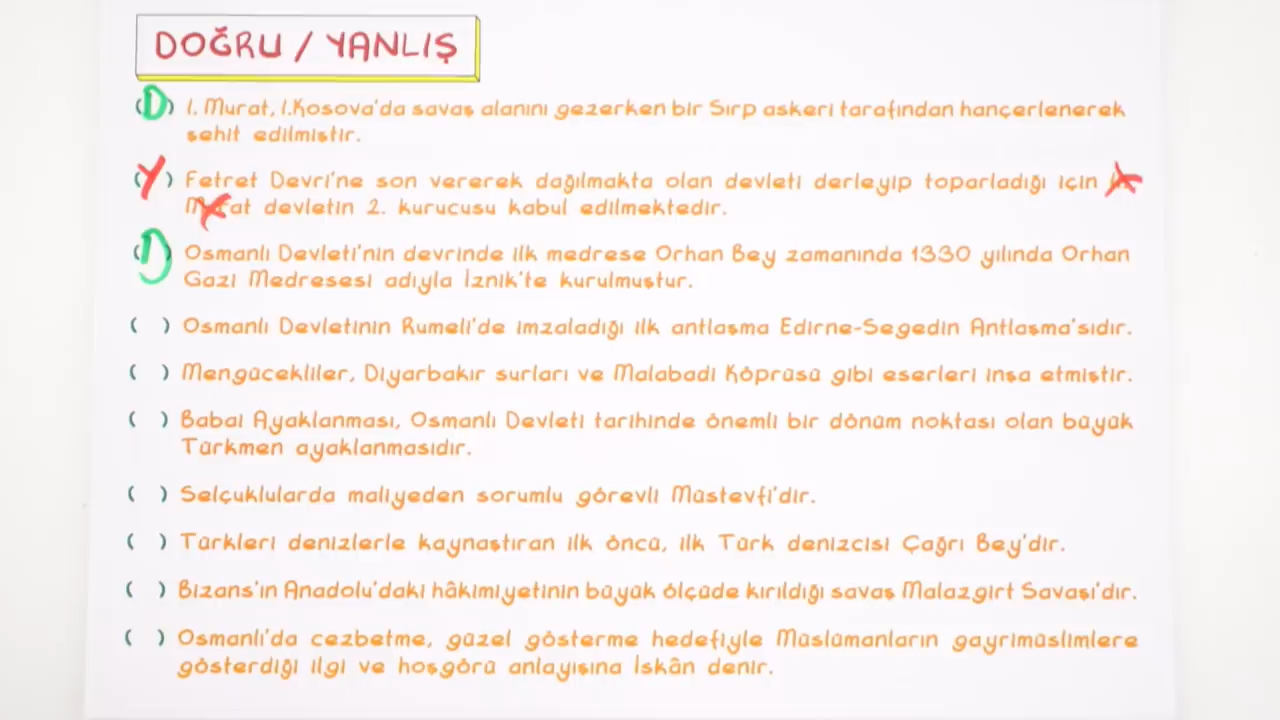 DOĞRU / YANLIŞ
(D) I. Murat, I.Kosova'da savaş alanını gezerken bir Sırp askeri tarafından hançerlenerek
şehit edilmiştir.
(Y) Fetret Devri'ne son vererek dağılmakta olan devleti derleyip toparladığı için
Murat devletin 2. kurucusu kabul edilmektedir.
(D) Osmanlı Devleti'nin devrinde ilk medrese Orhan Bey zamanında 1330 yılında Orhan
Gazi Medresesi adıyla İznik'te kurulmuştur.
( ) Osmanlı Devletinin Rumeli'de imzaladığı ilk antlaşma Edirne-Segedin Antlaşma'sıdır.
( ) Mengücekliler, Diyarbakır surları ve Malabadi Köprüsü gibi eserleri inşa etmiştir.
( ) Babai Ayaklanması, Osmanlı Devleti tarihinde önemli bir dönüm noktası olan büyük
Türkmen ayaklanmasıdır.
( ) Selçuklularda maliyeden sorumlu görevli Müstevfi'dir.
( ) Türkleri denizlerle kaynaştıran ilk öncü, ilk Türk denizcisi Çağrı Bey'dir.
( ) Bizans'ın Anadolu'daki hâkimiyetinin büyük ölçüde kırıldığı savaş Malazgirt Savaşı'dır.
( ) Osmanlı'da cezbetme, güzel gösterme hedefiyle Müslümanların gayrimüslimlere
gösterdiği ilgi ve hoşgörü anlayışına İskân denir.